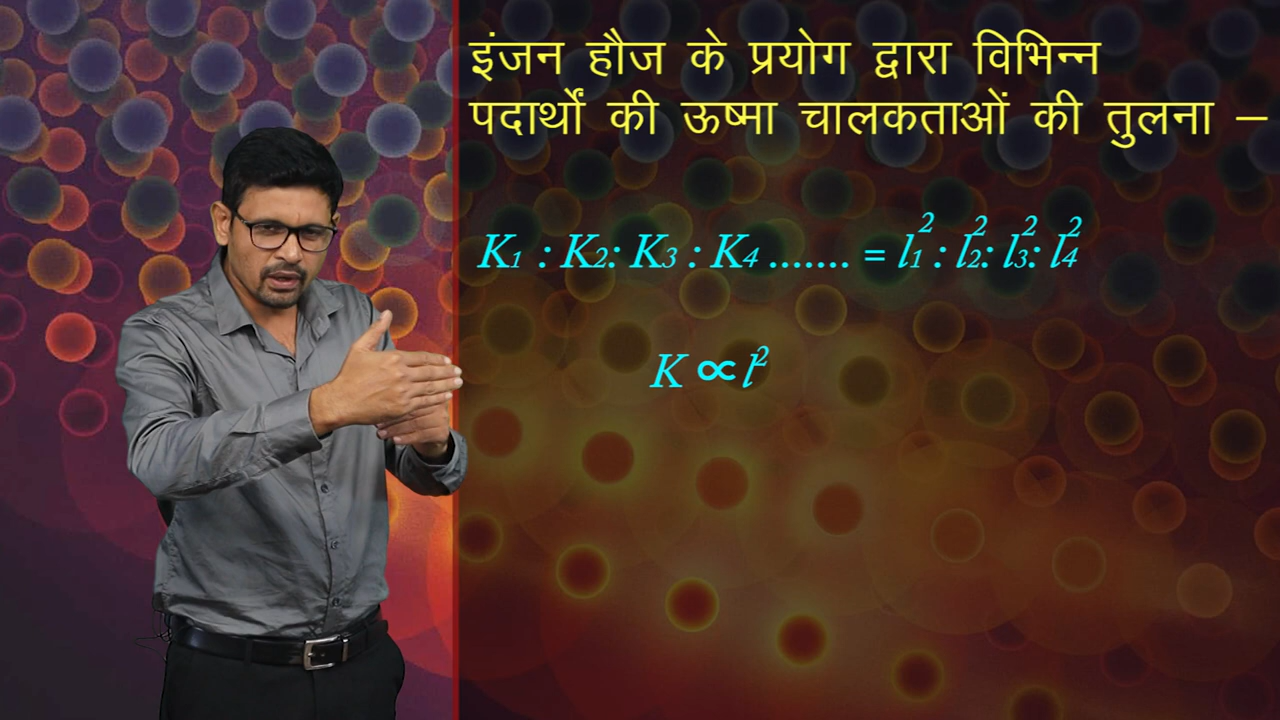 इंजन हौज के प्रयोग द्वारा विभिन्न
पदार्थों की ऊष्मा चालकताओं की तुलना –
K₁ : K₂: K₃ : K₄ ....... = l₁² : l₂²: l₃²: l₄²
K ∝ l²